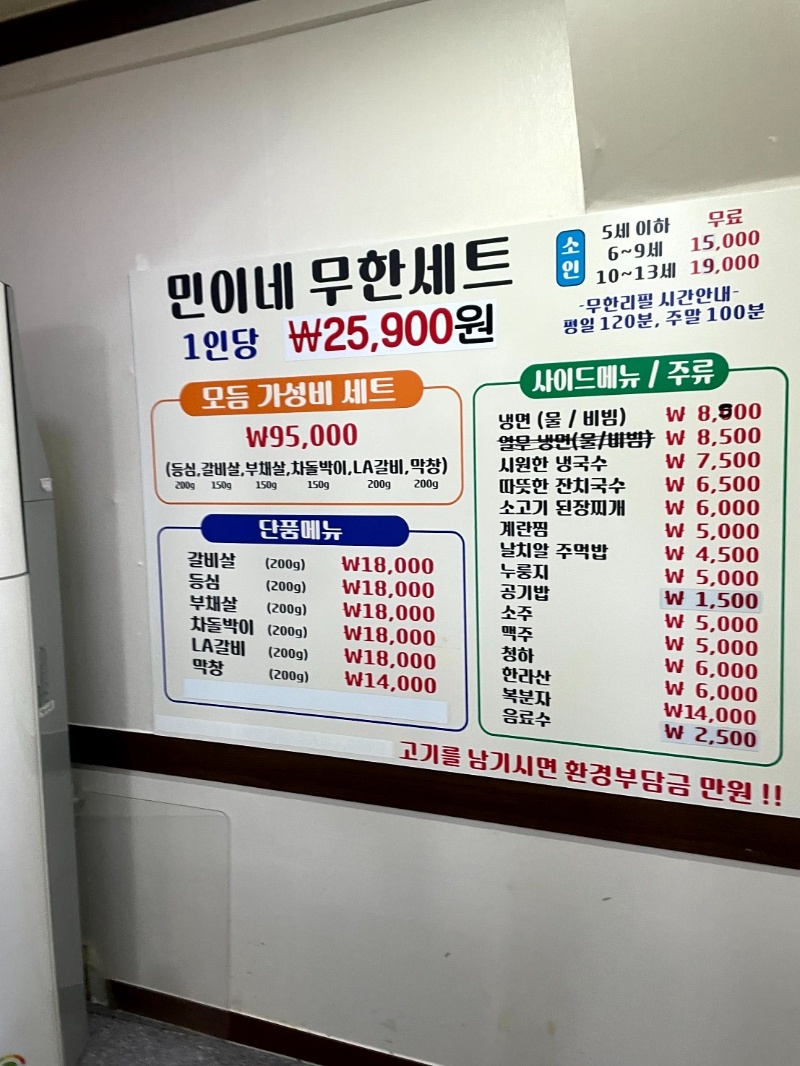 민이네 무한세트
1인당 ₩25,900원
소인
5세 이하 무료
6~9세 15,000
10~13세 19,000
-무한리필 시간안내-
평일 120분, 주말 100분
모듬 가성비 세트
₩95,000
(등심,갈비살,부채살,차돌박이,LA갈비,막창)
200g 150g 150g 150g 200g 200g
단품메뉴
갈비살 (200g) ₩18,000
등심 (200g) ₩18,000
부채살 (200g) ₩18,000
차돌박이 (200g) ₩18,000
LA갈비 (200g) ₩18,000
막창 (200g) ₩14,000
사이드메뉴 / 주류
냉면 (물 / 비빔) ₩ 8,500
열무 냉면(물/비빔) ₩ 8,500
시원한 냉국수 ₩ 7,500
따뜻한 잔치국수 ₩ 6,500
소고기 된장찌개 ₩ 6,000
계란찜 ₩ 5,000
날치알 주먹밥 ₩ 4,500
누룽지 ₩ 5,000
공기밥 ₩ 1,500
소주 ₩ 5,000
맥주 ₩ 5,000
청하 ₩ 6,000
한라산 ₩ 6,000
복분자 ₩14,000
음료수 ₩ 2,500
고기를 남기시면 환경부담금 만원 !!